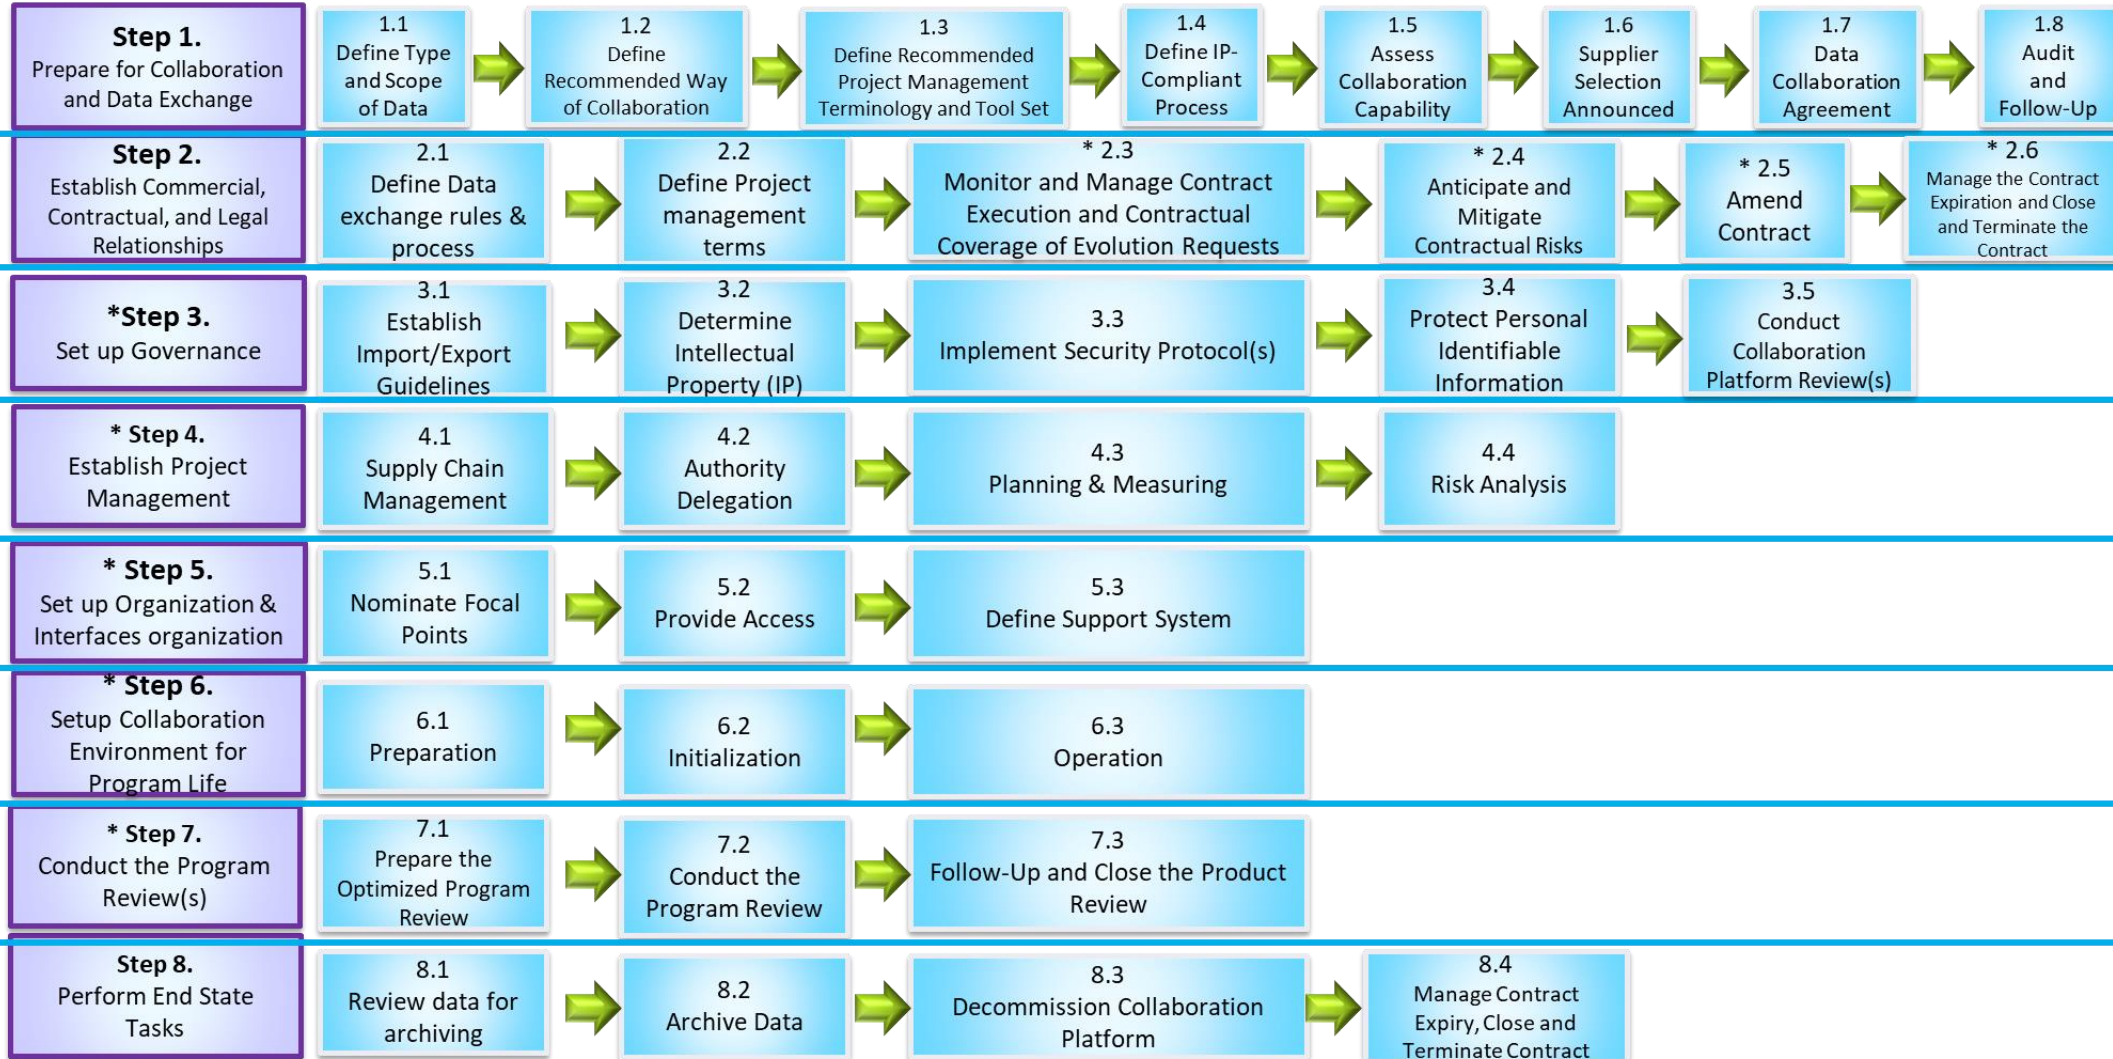 Step 1.
Prepare for Collaboration
and Data Exchange
1.1
Define Type
and Scope
of Data
1.2
Define
Recommended Way
of Collaboration
1.3
Define Recommended
Project Management
Terminology and Tool Set
1.4
Define IP-
Compliant
Process
1.5
Assess
Collaboration
Capability
1.6
Supplier
Selection
Announced
1.7
Data
Collaboration
Agreement
1.8
Audit
and
Follow-Up
Step 2.
Establish Commercial,
Contractual, and Legal
Relationships
2.1
Define Data
exchange rules &
process
2.2
Define Project
management
terms
* 2.3
Monitor and Manage Contract
Execution and Contractual
Coverage of Evolution Requests
* 2.4
Anticipate and
Mitigate
Contractual Risks
* 2.5
Amend
Contract
* 2.6
Manage the Contract
Expiration and Close
and Terminate the
Contract
*Step 3.
Set up Governance
3.1
Establish
Import/Export
Guidelines
3.2
Determine
Intellectual
Property (IP)
3.3
Implement Security Protocol(s)
3.4
Protect Personal
Identifiable
Information
3.5
Conduct
Collaboration
Platform Review(s)
* Step 4.
Establish Project
Management
4.1
Supply Chain
Management
4.2
Authority
Delegation
4.3
Planning & Measuring
4.4
Risk Analysis
* Step 5.
Set up Organization &
Interfaces organization
5.1
Nominate Focal
Points
5.2
Provide Access
5.3
Define Support System
* Step 6.
Setup Collaboration
Environment for
Program Life
6.1
Preparation
6.2
Initialization
6.3
Operation
* Step 7.
Conduct the Program
Review(s)
7.1
Prepare the
Optimized Program
Review
7.2
Conduct the
Program Review
7.3
Follow-Up and Close the Product
Review
Step 8.
Perform End State
Tasks
8.1
Review data for
archiving
8.2
Archive Data
8.3
Decommission Collaboration
Platform
8.4
Manage Contract
Expiry, Close and
Terminate Contract